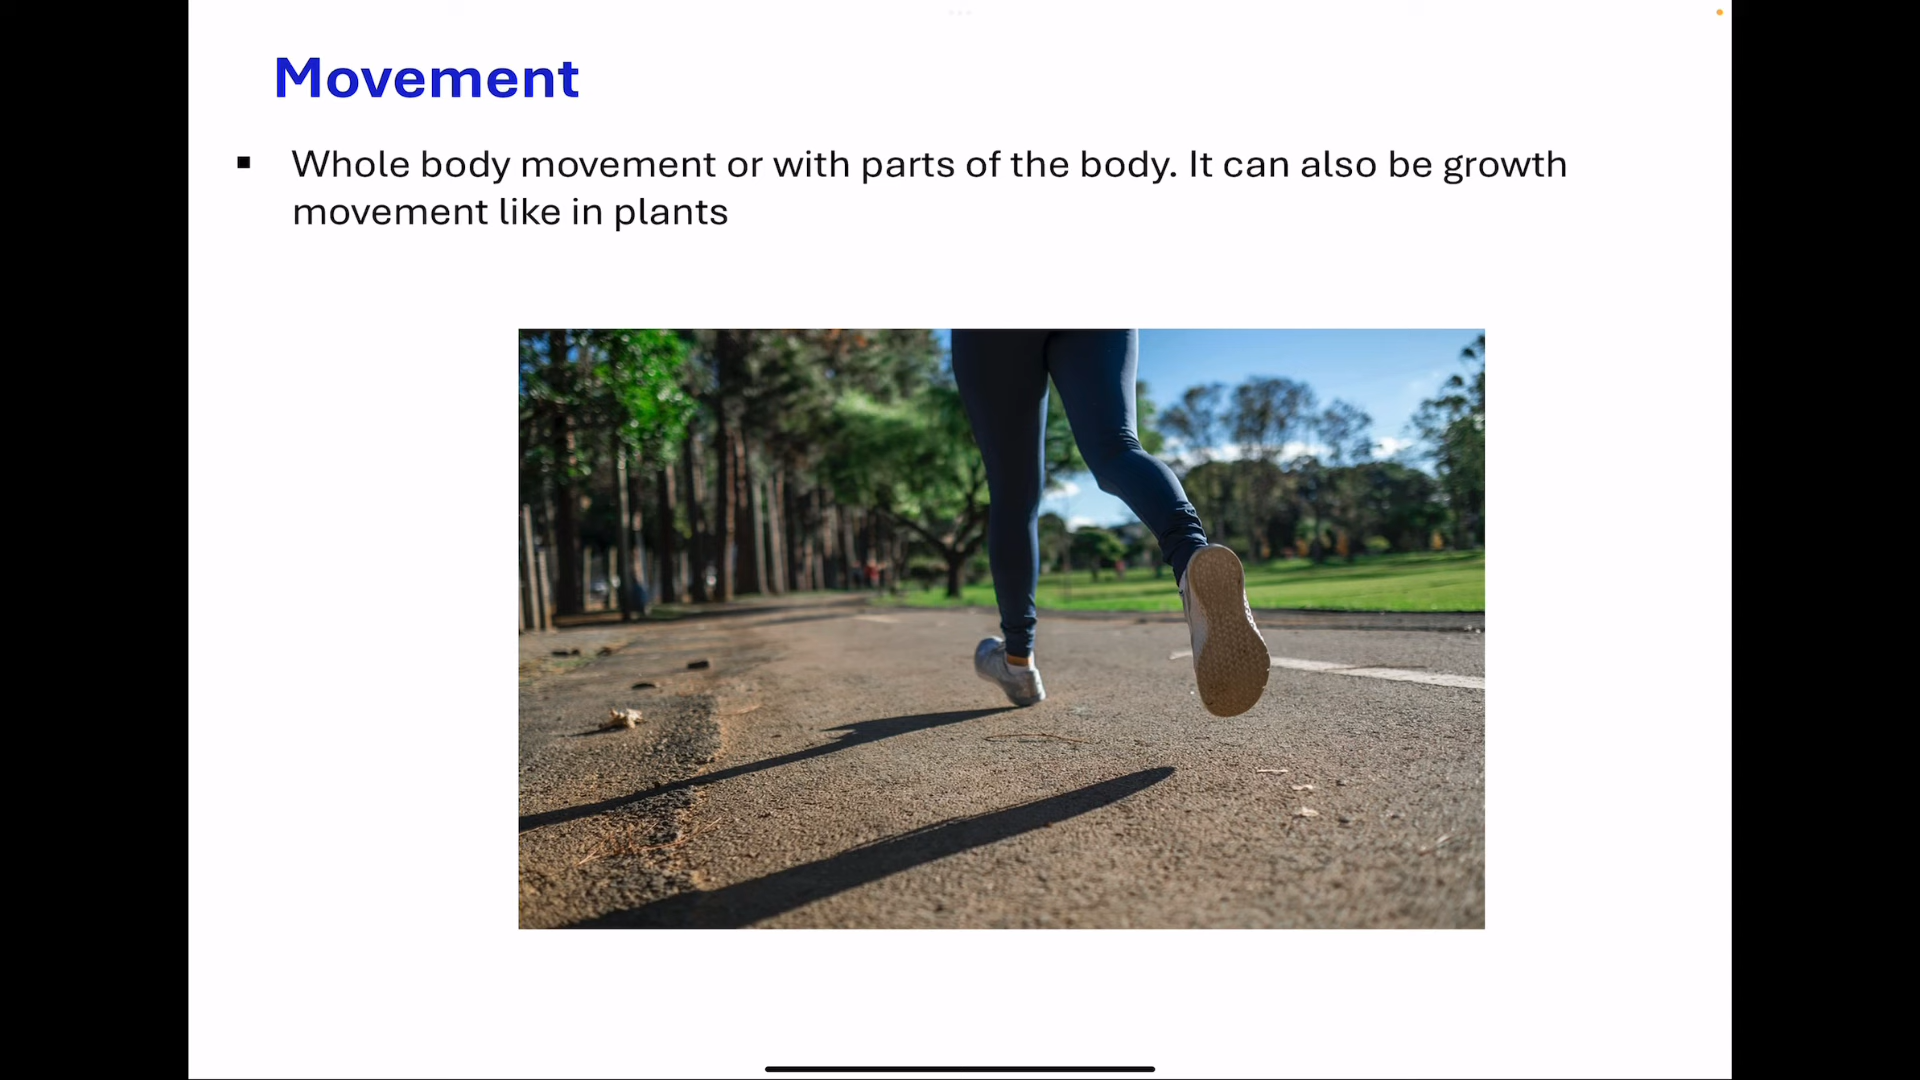 Movement
▪ Whole body movement or with parts of the body. It can also be growth
movement like in plants